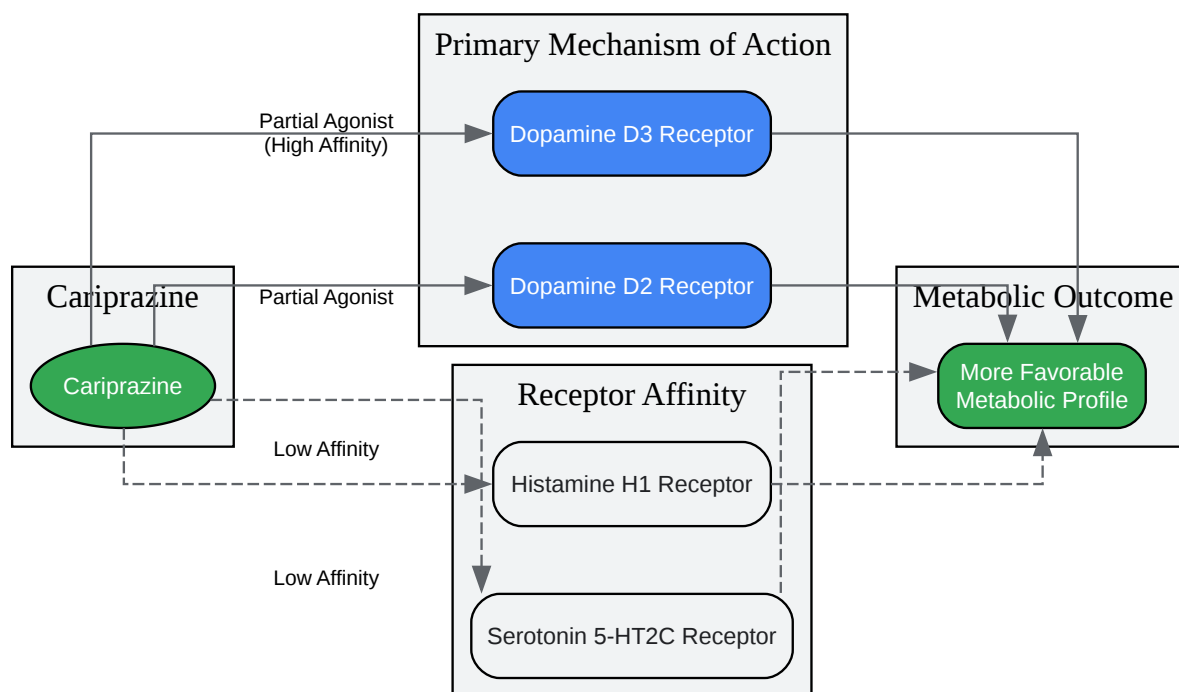 Primary Mechanism of Action
Partial Agonist
(High Affinity)
Dopamine D3 Receptor
Cariprazine
Partial Agonist
Dopamine D2 Receptor
Metabolic Outcome
Cariprazine
More Favorable
Metabolic Profile
Receptor Affinity
Low Affinity
Histamine H1 Receptor
Low Affinity
Serotonin 5-HT2C Receptor